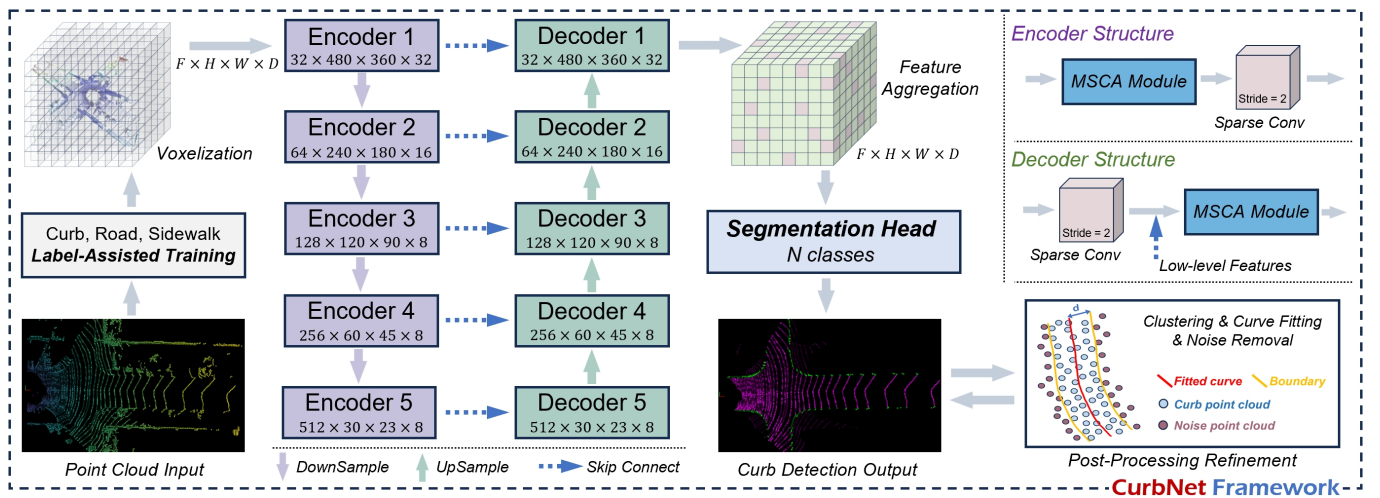 Voxelization
F × H × W × D
Curb, Road, Sidewalk
Label-Assisted Training
Point Cloud Input
Encoder 1
32 × 480 × 360 × 32
Encoder 2
64 × 240 × 180 × 16
Encoder 3
128 × 120 × 90 × 8
Encoder 4
256 × 60 × 45 × 8
Encoder 5
512 × 30 × 23 × 8
Decoder 1
32 × 480 × 360 × 32
Decoder 2
64 × 240 × 180 × 16
Decoder 3
128 × 120 × 90 × 8
Decoder 4
256 × 60 × 45 × 8
Decoder 5
512 × 30 × 23 × 8
DownSample
UpSample
Skip Connect
Feature
Aggregation
F × H × W × D
Segmentation Head
N classes
Curb Detection Output
Encoder Structure
MSCA Module
Stride = 2
Sparse Conv
Decoder Structure
Stride = 2
Sparse Conv
MSCA Module
Low-level Features
d
Clustering & Curve Fitting
& Noise Removal
Fitted curve
Boundary
Curb point cloud
Noise point cloud
Post-Processing Refinement
CurbNet Framework